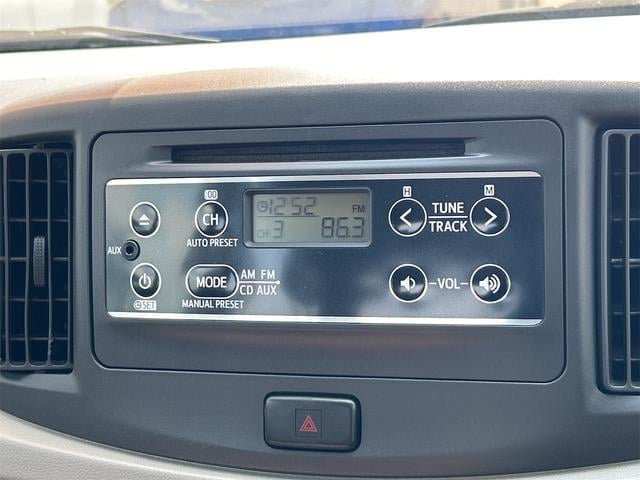 :00
H
M
12:52
FM
CH 3
86.3
CH
AUTO PRESET
TUNE
TRACK
AUX
MODE
AM FM
CD AUX
MANUAL PRESET
SET
-VOL-